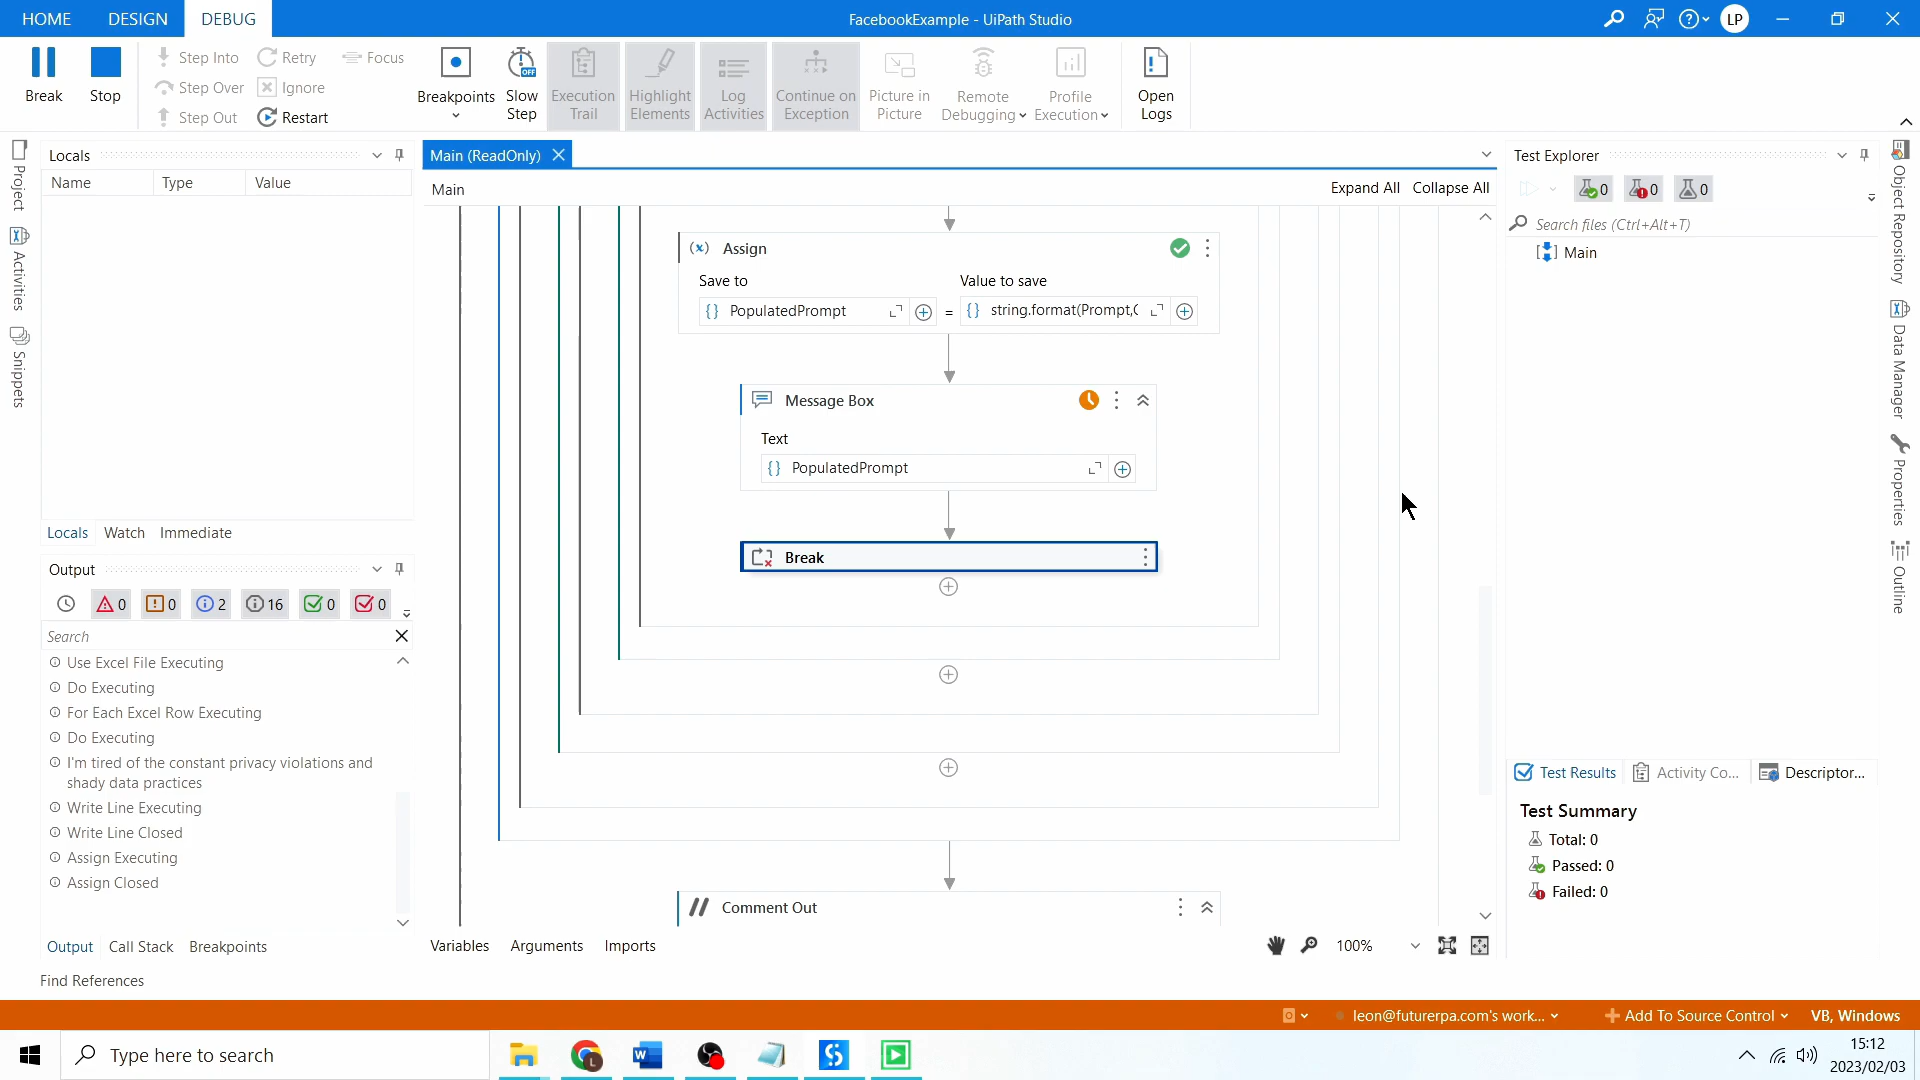 HOME DESIGN DEBUG
FacebookExample - UiPath Studio
LP
Break
Stop
Step Into
Step Over
Step Out
Retry
Ignore
Restart
Focus
Breakpoints
Slow
Step
OFF
Execution
Trail
Highlight
Elements
Log
Activities
Continue on
Exception
Picture in
Picture
Remote
Debugging
Profile
Execution
Open
Logs
Project
Activities
Snippets
Locals
Name Type Value
Locals Watch Immediate
Output
0 0 2 16 0 0
Search
Use Excel File Executing
Do Executing
For Each Excel Row Executing
Do Executing
I'm tired of the constant privacy violations and
shady data practices
Write Line Executing
Write Line Closed
Assign Executing
Assign Closed
Output Call Stack Breakpoints
Find References
Main (ReadOnly)
Main
Expand All Collapse All
Assign
Save to Value to save
PopulatedPrompt = string.format(Prompt,
Message Box
Text
PopulatedPrompt
Break
Comment Out
Variables Arguments Imports
100%
Test Explorer
0 0 0
Search files (Ctrl+Alt+T)
Main
Test Results Activity Co... Descriptor...
Test Summary
Total: 0
Passed: 0
Failed: 0
Object Repository
Data Manager
Properties
Outline
leon@futurerpa.com's work...
Add To Source Control
VB, Windows
Type here to search
15:12
2023/02/03